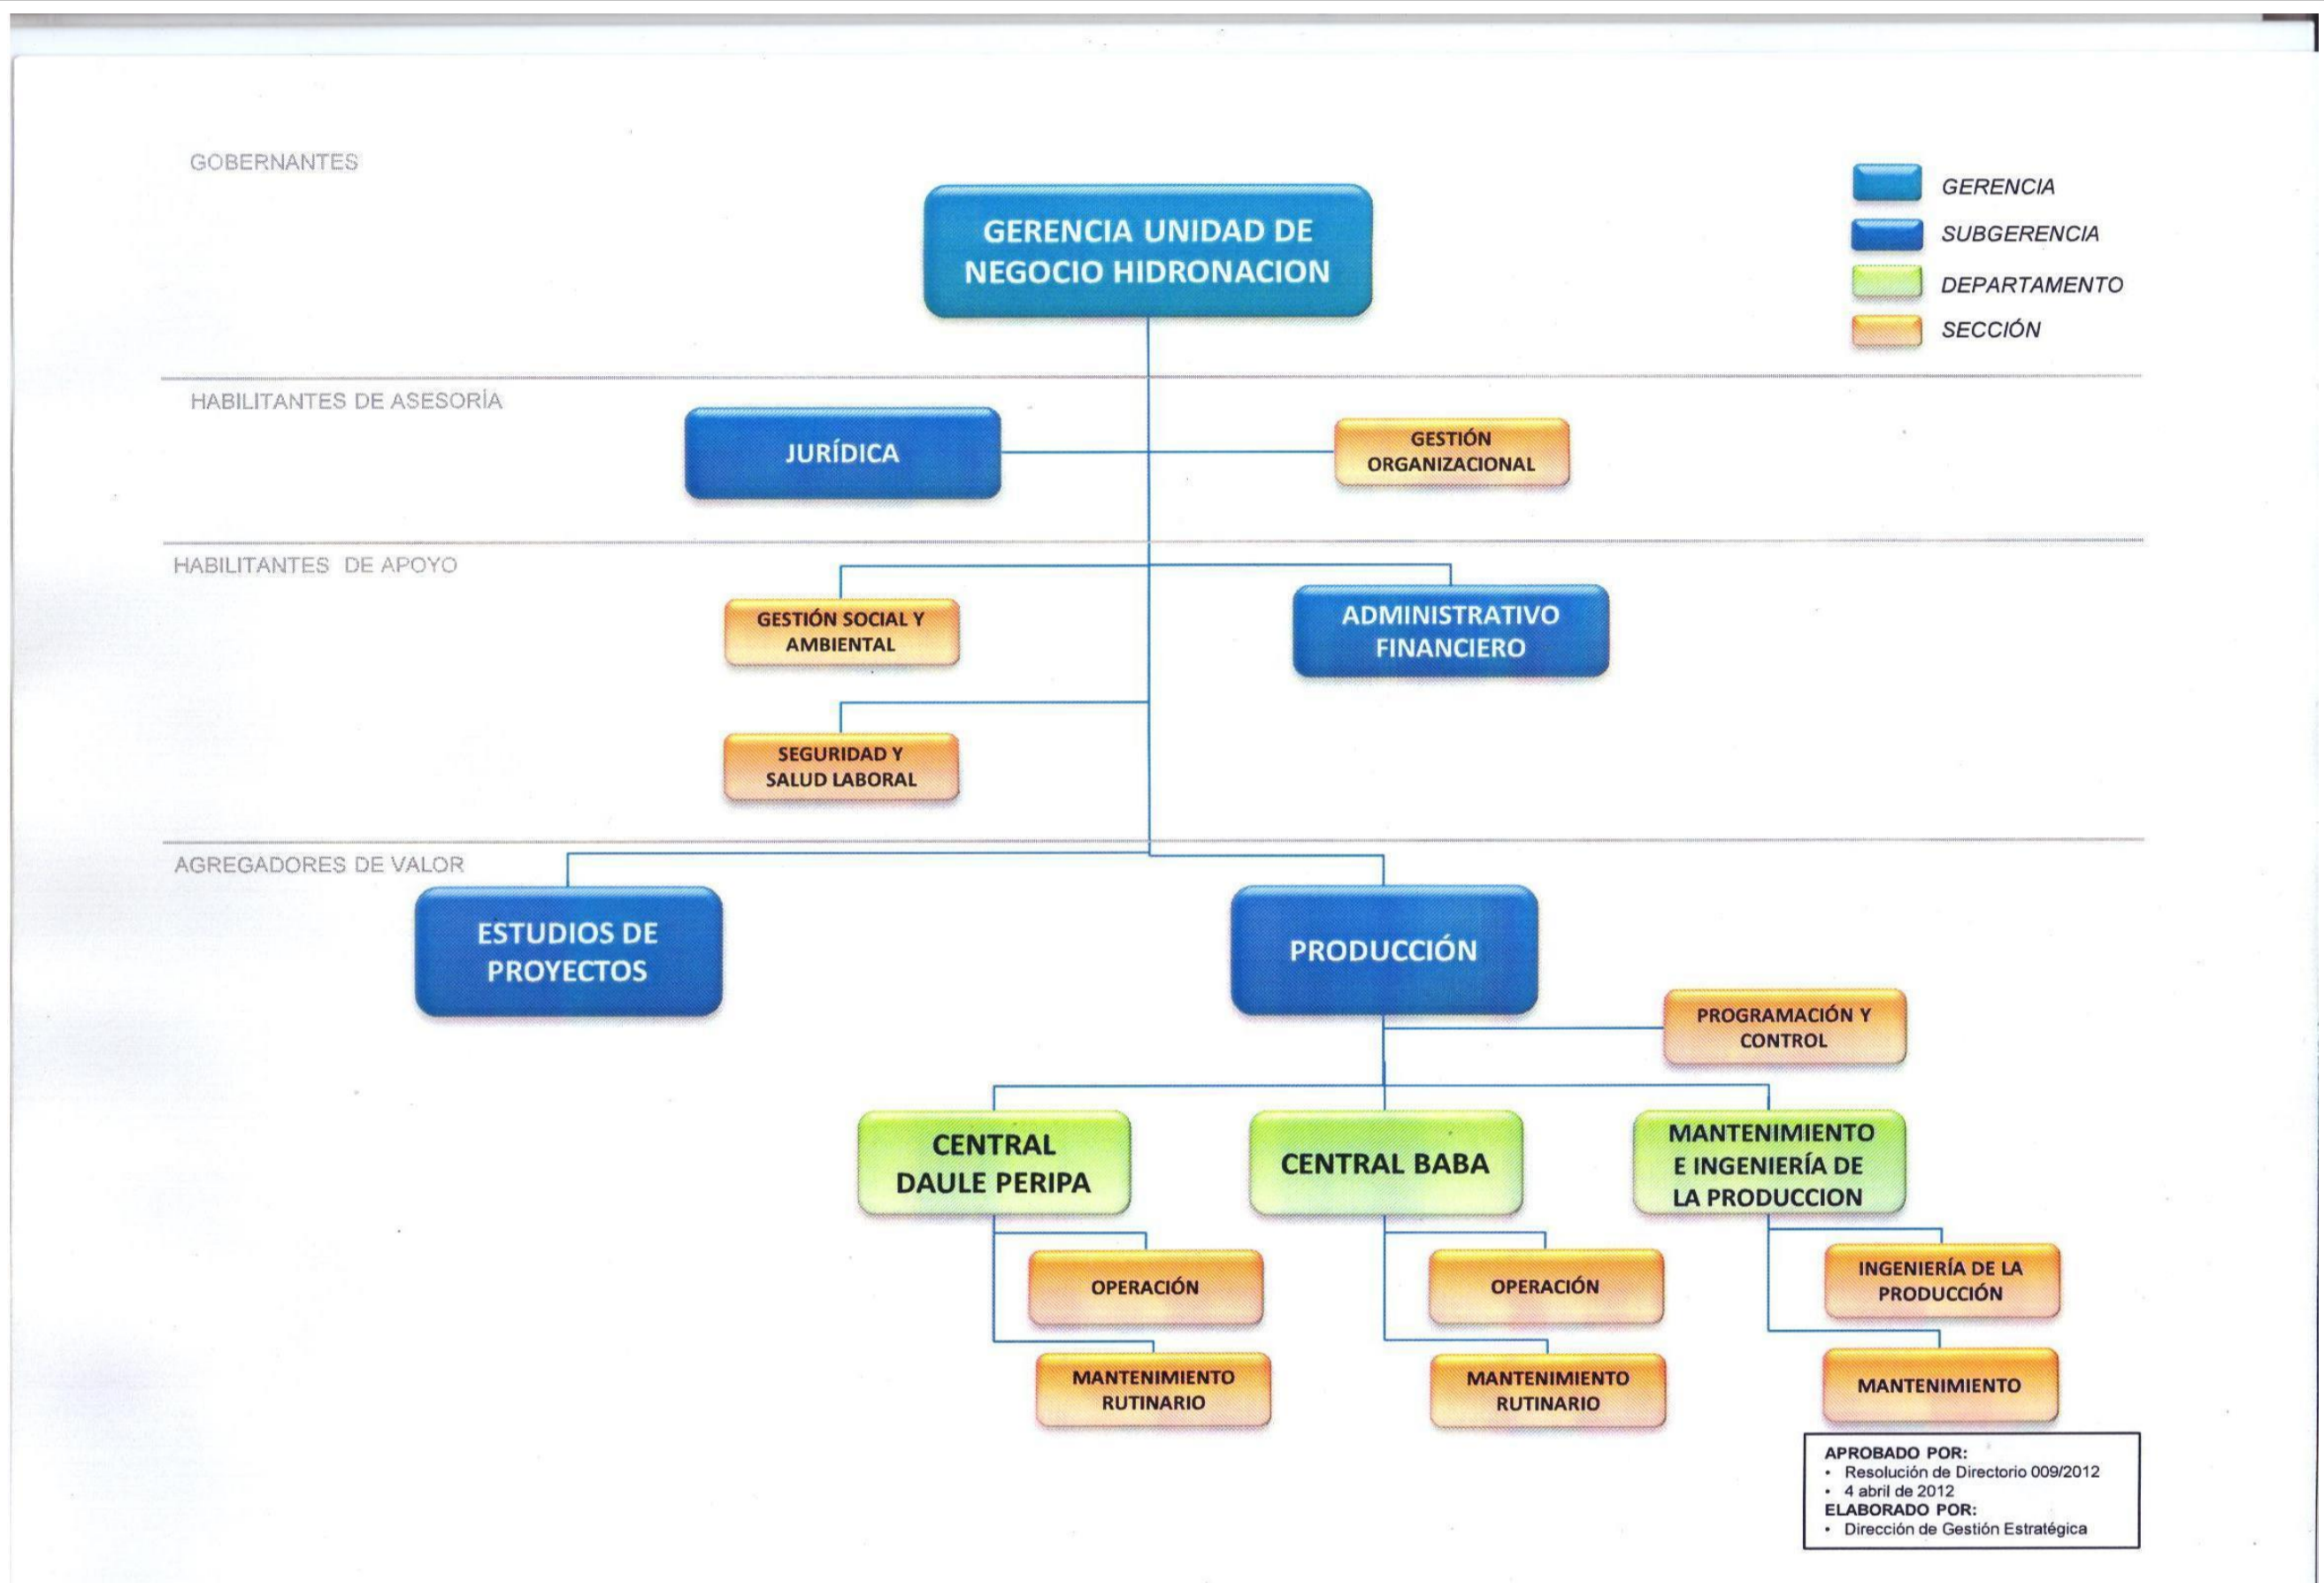 GOBERNANTES
GERENCIA UNIDAD DE
NEGOCIO HIDRONACION
GERENCIA
SUBGERENCIA
DEPARTAMENTO
SECCIÓN
HABILITANTES DE ASESORÍA
JURÍDICA
GESTIÓN
ORGANIZACIONAL
HABILITANTES DE APOYO
GESTIÓN SOCIAL Y
AMBIENTAL
ADMINISTRATIVO
FINANCIERO
SEGURIDAD Y
SALUD LABORAL
AGREGADORES DE VALOR
ESTUDIOS DE
PROYECTOS
PRODUCCIÓN
PROGRAMACIÓN Y
CONTROL
CENTRAL
DAULE PERIPA
CENTRAL BABA
MANTENIMIENTO
E INGENIERÍA DE
LA PRODUCCION
OPERACIÓN
OPERACIÓN
INGENIERÍA DE LA
PRODUCCIÓN
MANTENIMIENTO
RUTINARIO
MANTENIMIENTO
RUTINARIO
MANTENIMIENTO
APROBADO POR:
• Resolución de Directorio 009/2012
• 4 abril de 2012
ELABORADO POR:
• Dirección de Gestión Estratégica